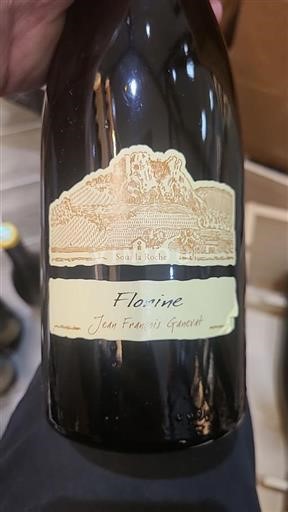 Sous la Roche
Florine
Jean François Ganevat